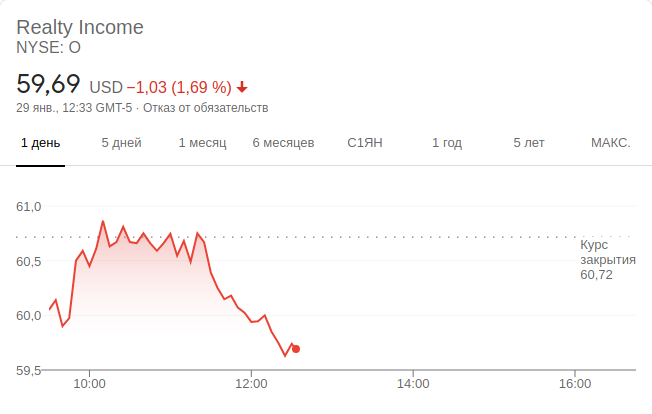 Realty Income
NYSE: O
59,69 USD −1,03 (1,69 %)
29 янв., 12:33 GMT-5 · Отказ от обязательств
1 день 5 дней 1 месяц 6 месяцев С1ЯН 1 год 5 лет МАКС.
61,0
Курс
закрытия
60,5
60,72
60,0
59,5
10:00 12:00 14:00 16:00